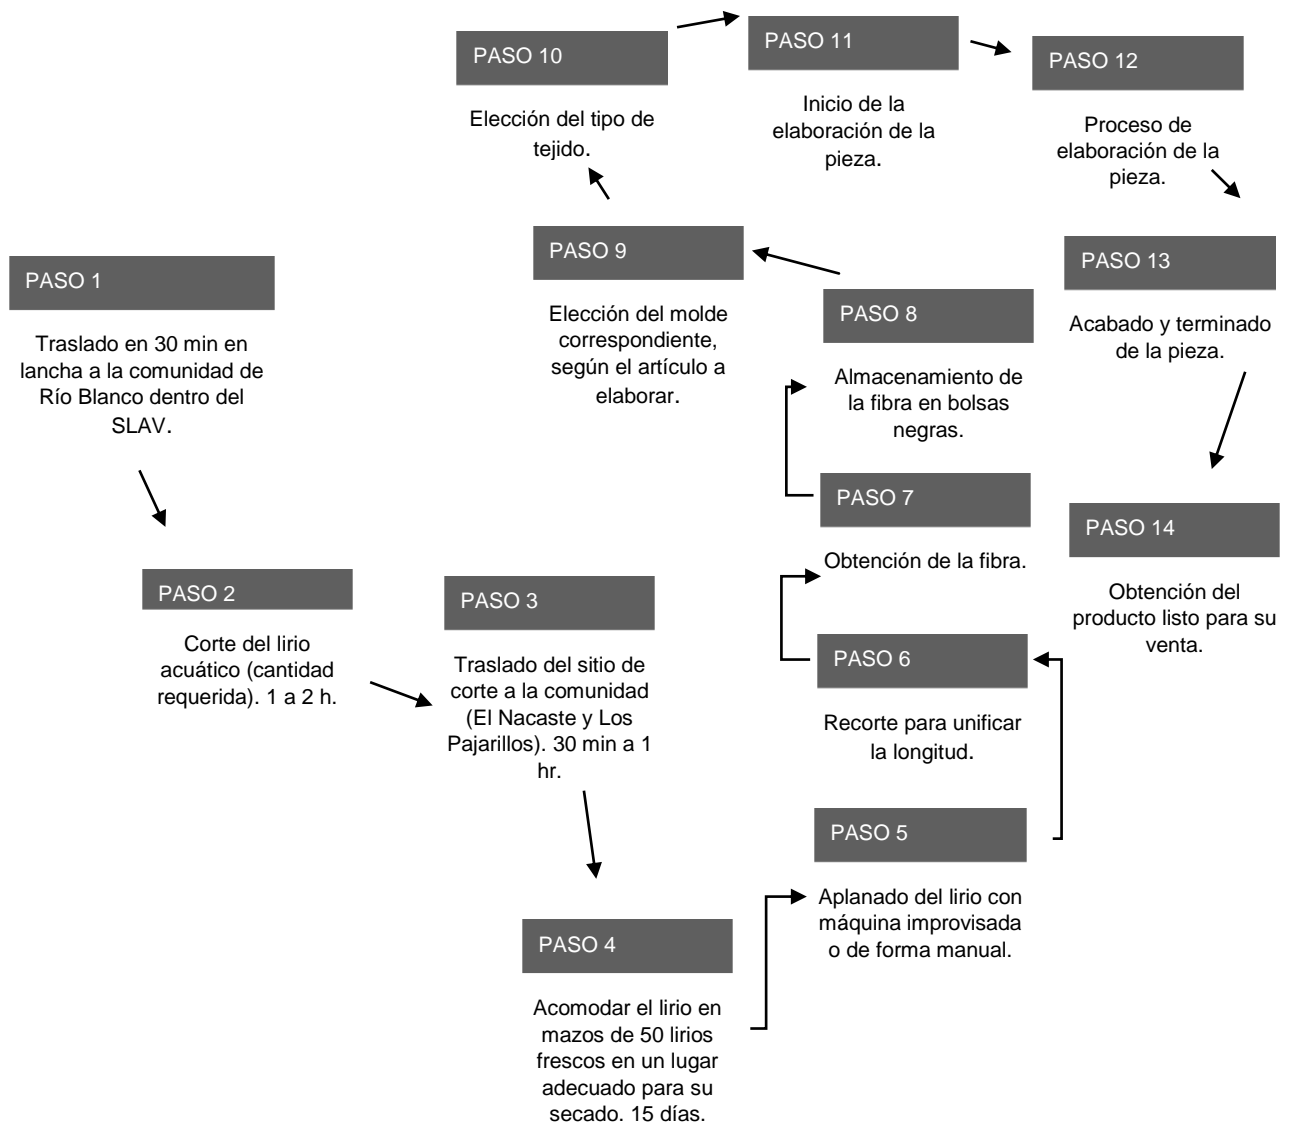 PASO 1
Traslado en 30 min en
lancha a la comunidad de
Río Blanco dentro del
SLAV.
PASO 2
Corte del lirio
acuático (cantidad
requerida). 1 a 2 h.
PASO 3
Traslado del sitio de
corte a la comunidad
(El Nacaste y Los
Pajarillos). 30 min a 1
hr.
PASO 4
Acomodar el lirio en
mazos de 50 lirios
frescos en un lugar
adecuado para su
secado. 15 días.
PASO 5
Aplanado del lirio con
máquina improvisada
o de forma manual.
PASO 6
Recorte para unificar
la longitud.
PASO 7
Obtención de la fibra.
PASO 8
Almacenamiento de
la fibra en bolsas
negras.
PASO 9
Elección del molde
correspondiente,
según el artículo a
elaborar.
PASO 10
Elección del tipo de
tejido.
PASO 11
Inicio de la
elaboración de la
pieza.
PASO 12
Proceso de
elaboración de la
pieza.
PASO 13
Acabado y terminado
de la pieza.
PASO 14
Obtención del
producto listo para su
venta.